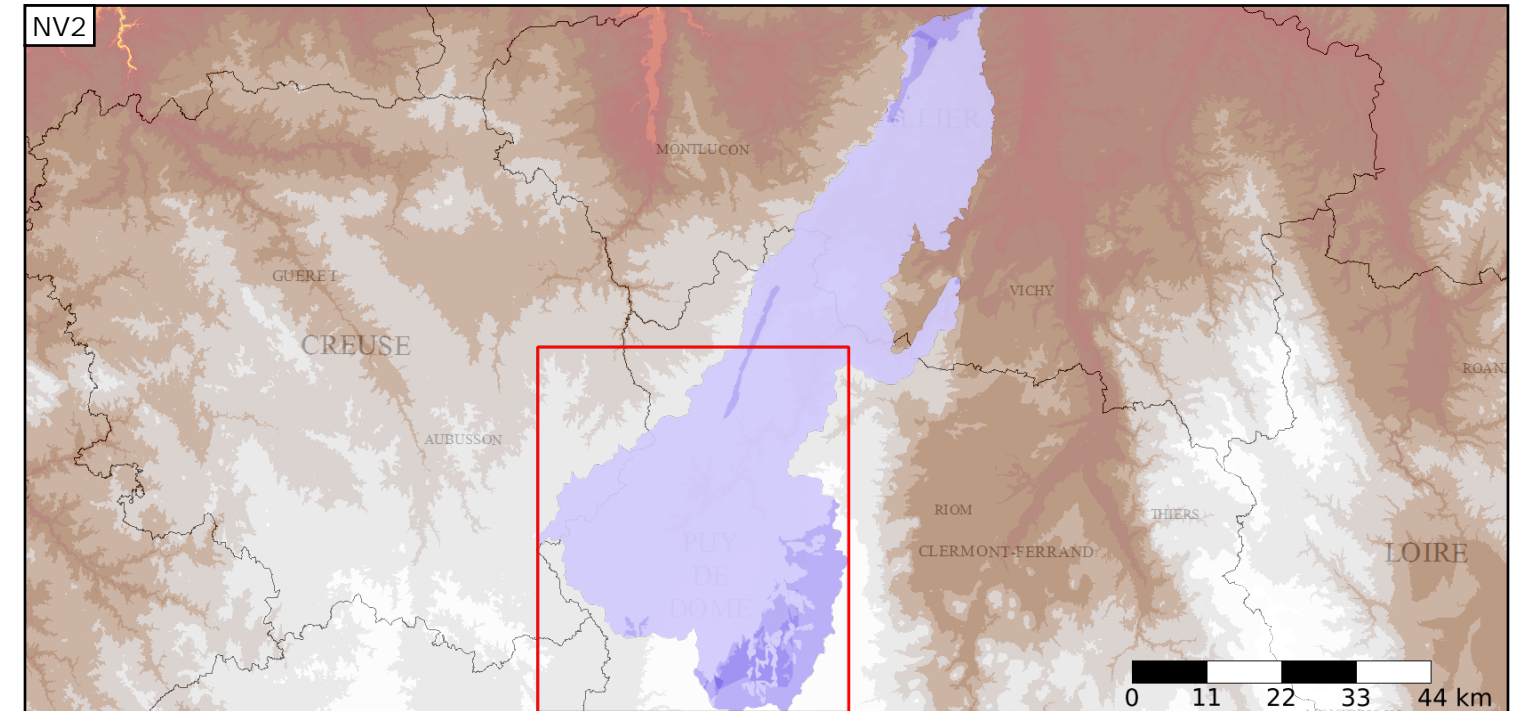 NV2
ALLIER
MONTLUCON
GUERET
VICHY
CREUSE
ROAN
AUBUSSON
RIOM
THIERS
PUY
DE
DOME
CLERMONT-FERRAND
LOIRE
0 11 22 33 44 km